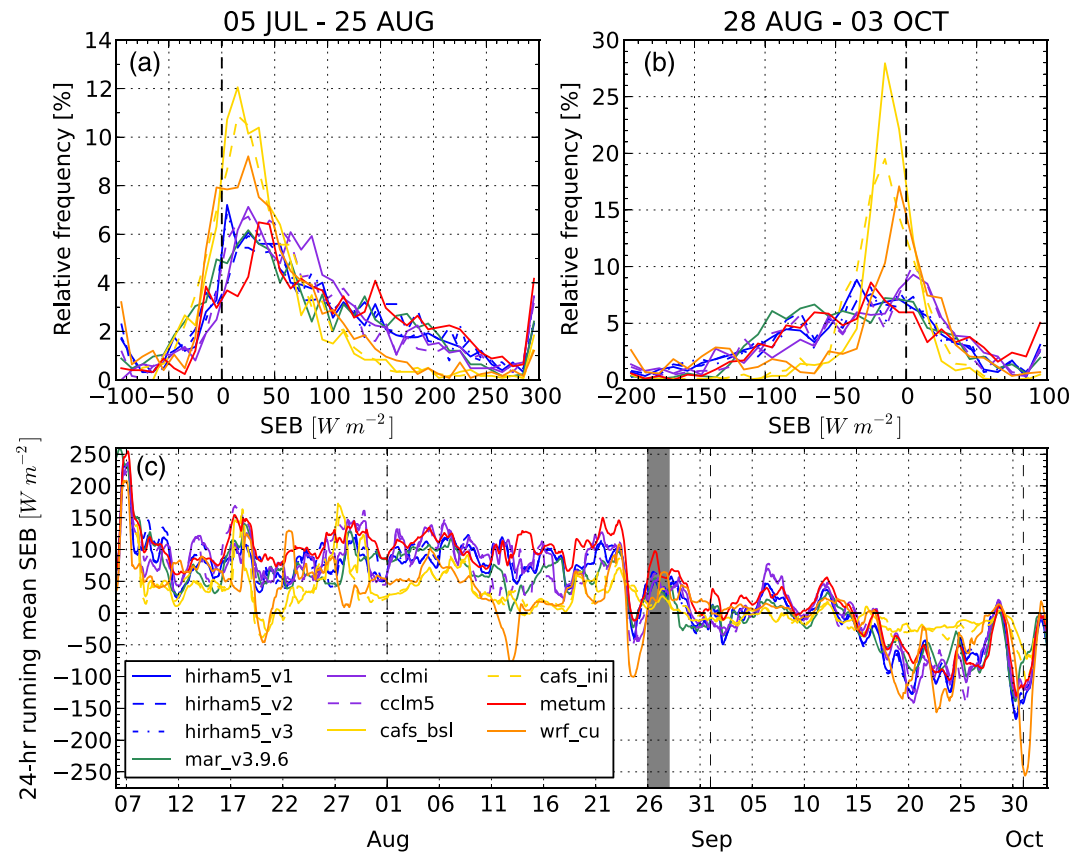 05 JUL - 25 AUG
28 AUG - 03 OCT
(a)
(b)
Relative frequency [%]
14
12
10
8
6
4
2
0
−100 −50 0 50 100 150 200 250 300
SEB [W m−2]
Relative frequency [%]
30
25
20
15
10
5
0
−200 −150 −100 −50 0 50 100
SEB [W m−2]
(c)
24-hr running mean SEB [W m−2]
250
200
150
100
50
0
−50
−100
−150
−200
−250
hirham5_v1
hirham5_v2
hirham5_v3
mar_v3.9.6
cclmi
cclm5
cafs_bsl
cafs_ini
metum
wrf_cu
07 12 17 22 27 01 06 11 16 21 26 31 05 10 15 20 25 30
Aug Sep Oct